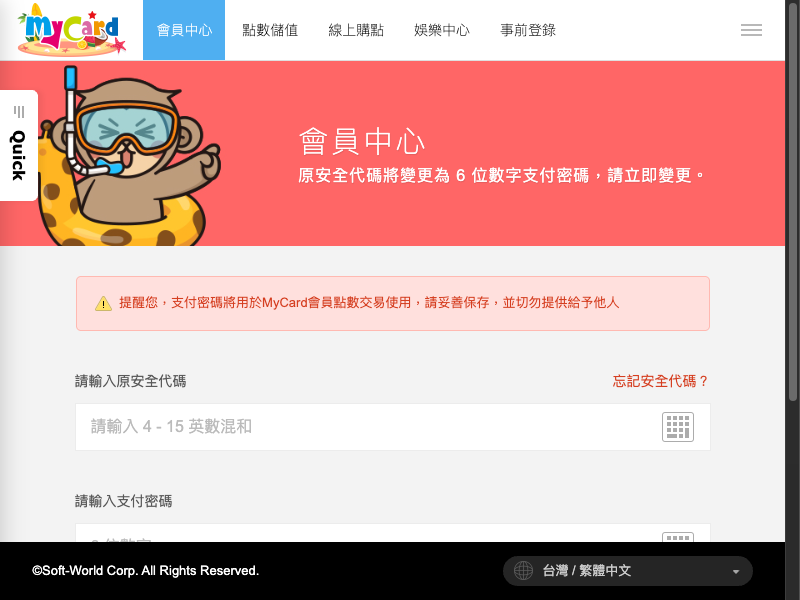 MyCard
會員中心
點數儲值
線上購點
娛樂中心
事前登錄
Quick
會員中心
原安全代碼將變更為 6 位數字支付密碼，請立即變更。
提醒您，支付密碼將用於MyCard會員點數交易使用，請妥善保存，並切勿提供給予他人
請輸入原安全代碼
忘記安全代碼？
請輸入 4 - 15 英數混和
請輸入支付密碼
©Soft-World Corp. All Rights Reserved.
台灣 / 繁體中文